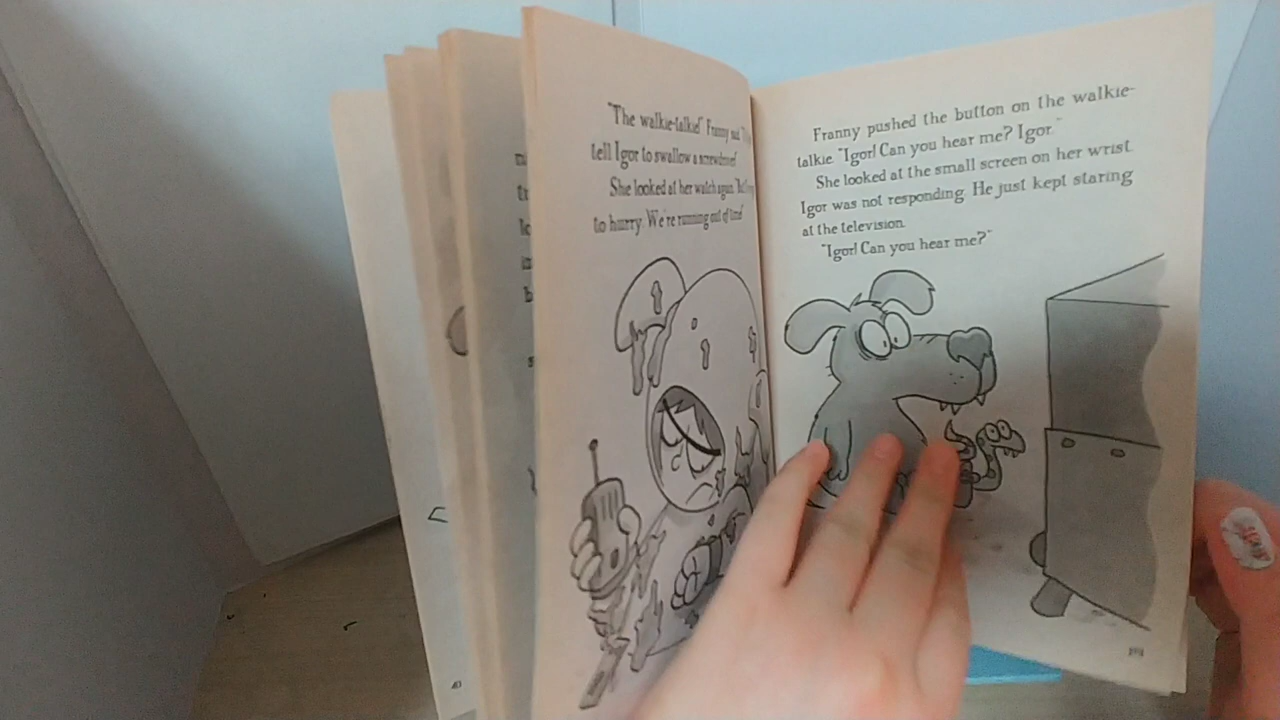 "The walkie-talkie!" Franny said.
tell Igor to swallow a screwdriver!"
She looked at her watch again.
to hurry. We're running out of time!"
Franny pushed the button on the walkie-
talkie. "Igor! Can you hear me? Igor."
She looked at the small screen on her wrist.
Igor was not responding. He just kept staring
at the television.
"Igor! Can you hear me?"